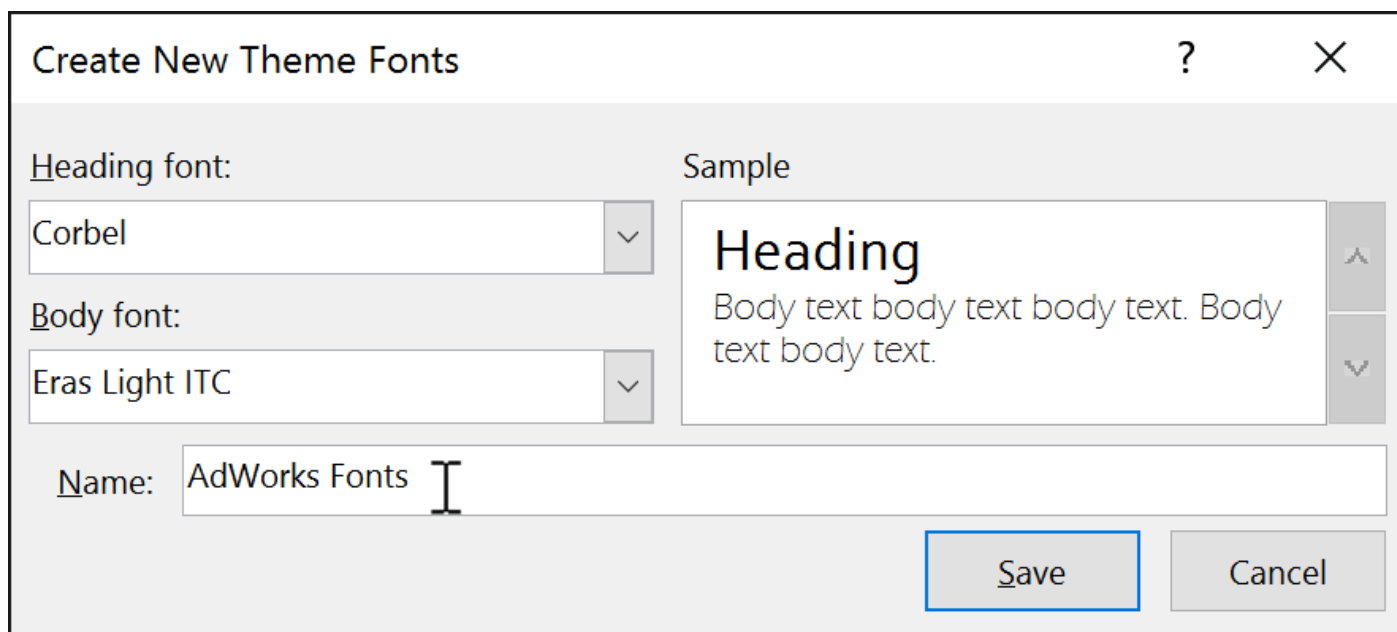 Create New Theme Fonts
?
Heading font:
Corbel
Body font:
Eras Light ITC
Sample
Heading
Body text body text body text. Body
text body text.
Name:
AdWorks Fonts
Save
Cancel